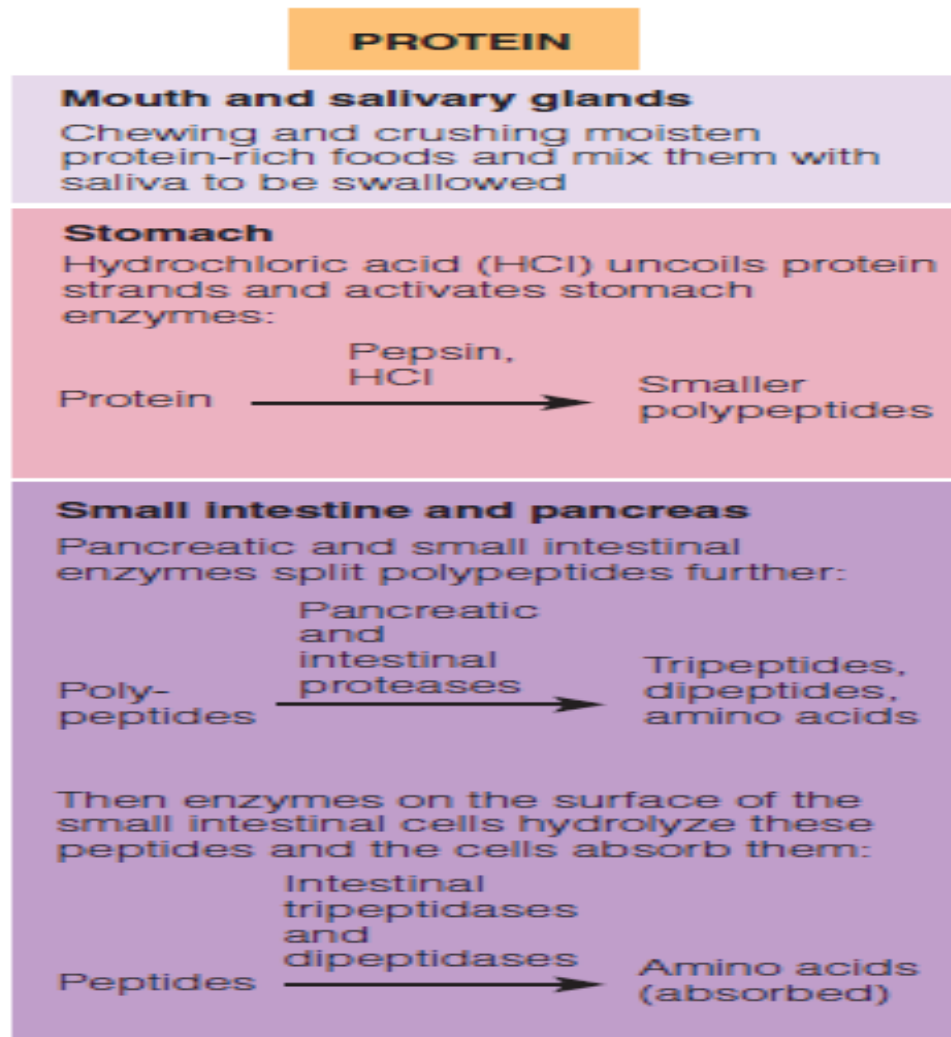 PROTEIN
Mouth and salivary glands
Chewing and crushing moisten
protein-rich foods and mix them with
saliva to be swallowed
Stomach
Hydrochloric acid (HCl) uncoils protein
strands and activates stomach
enzymes:
Pepsin,
HCl
Protein
Smaller
polypeptides
Small intestine and pancreas
Pancreatic and small intestinal
enzymes split polypeptides further:
Pancreatic
and
intestinal
proteases
Poly-
peptides
Tripeptides,
dipeptides,
amino acids
Then enzymes on the surface of the
small intestinal cells hydrolyze these
peptides and the cells absorb them:
Intestinal
tripeptidases
and
dipeptidases
Peptides
Amino acids
(absorbed)